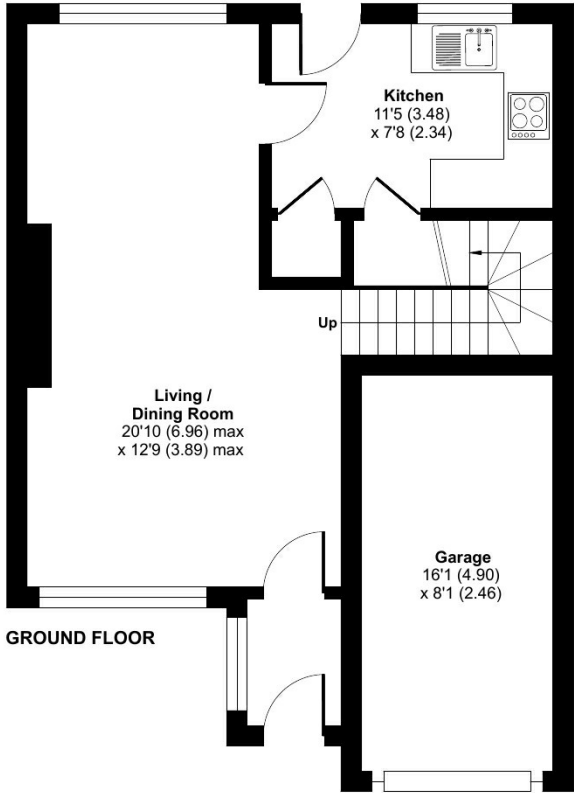 Kitchen
11'5 (3.48)
x 7'8 (2.34)
Up
Living /
Dining Room
20'10 (6.96) max
x 12'9 (3.89) max
Garage
16'1 (4.90)
x 8'1 (2.46)
GROUND FLOOR